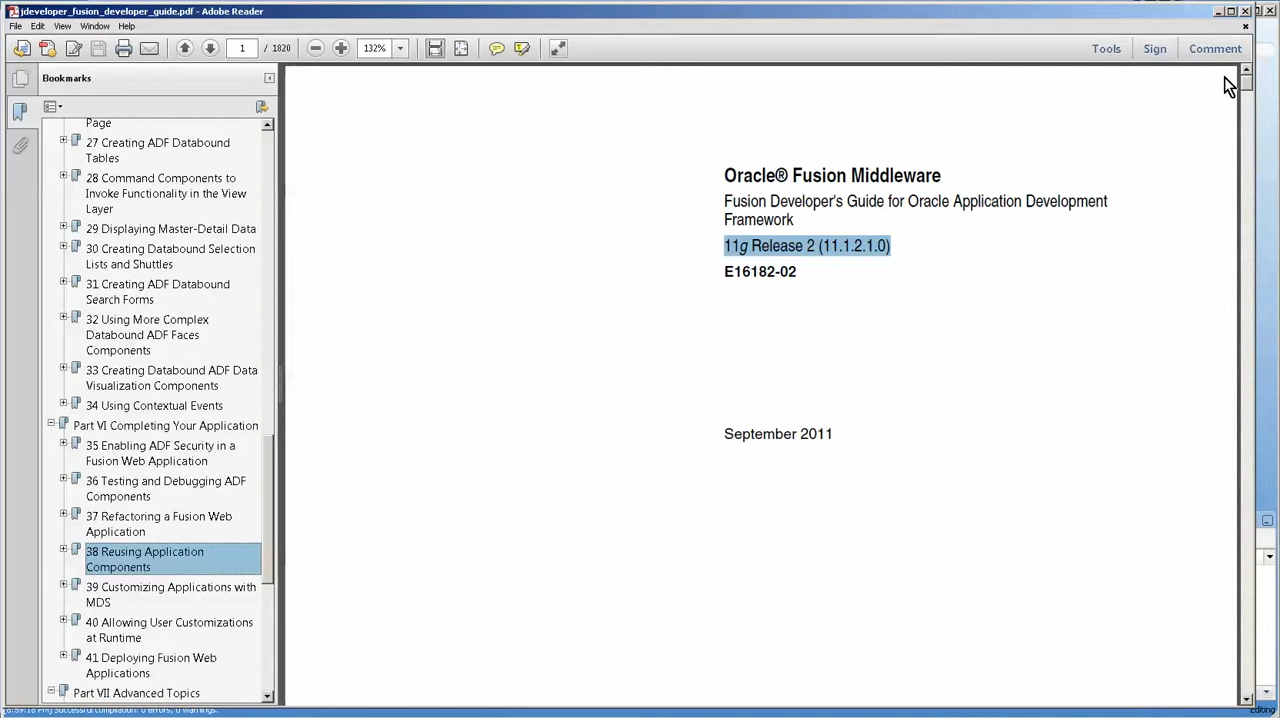 jdeveloper_fusion_developer_guide.pdf - Adobe Reader
File Edit View Window Help
1 / 1820 132% Tools Sign Comment
Bookmarks
Page
27 Creating ADF Databound
Tables
28 Command Components to
Invoke Functionality in the View
Layer
29 Displaying Master-Detail Data
30 Creating Databound Selection
Lists and Shuttles
31 Creating ADF Databound
Search Forms
32 Using More Complex
Databound ADF Faces
Components
33 Creating Databound ADF Data
Visualization Components
34 Using Contextual Events
Part VI Completing Your Application
35 Enabling ADF Security in a
Fusion Web Application
36 Testing and Debugging ADF
Components
37 Refactoring a Fusion Web
Application
38 Reusing Application
Components
39 Customizing Applications with
MDS
40 Allowing User Customizations
at Runtime
41 Deploying Fusion Web
Applications
Part VII Advanced Topics
Oracle® Fusion Middleware
Fusion Developer's Guide for Oracle Application Development
Framework
11g Release 2 (11.1.2.1.0)
E16182-02
September 2011
Successful compilation: 0 errors, 0 warnings.
Editing